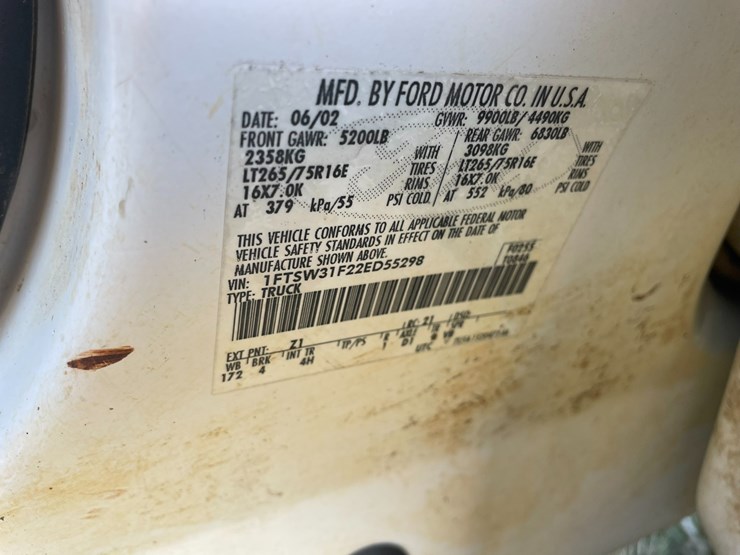 MFD. BY FORD MOTOR CO. IN U.S.A.
DATE: 06/02 GVWR: 9900LB/4490KG
FRONT GAWR: 5200LB REAR GAWR: 6830LB
2358KG WITH 3098KG WITH
LT265/75R16E TIRES LT265/75R16E TIRES
16X7.0K RIMS 16X7.0K RIMS
AT 379 kPa/55 PSI COLD AT 552 kPa/80 PSI COLD
THIS VEHICLE CONFORMS TO ALL APPLICABLE FEDERAL MOTOR
VEHICLE SAFETY STANDARDS IN EFFECT ON THE DATE OF
MANUFACTURE SHOWN ABOVE.
VIN: 1FTSW31F22ED55298
TYPE: TRUCK
EXT PNT: Z1
WB BRK INT TR TP/PS
172 4 4H